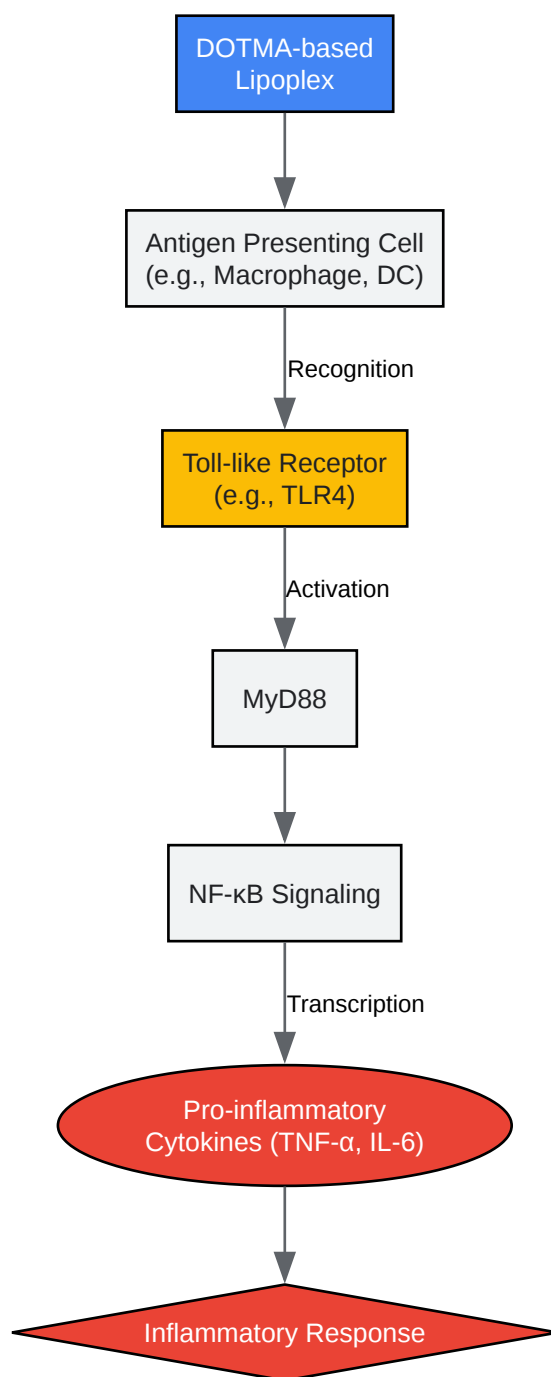 DOTMA-based
Lipoplex
Antigen Presenting Cell
(e.g., Macrophage, DC)
Recognition
Toll-like Receptor
(e.g., TLR4)
Activation
MyD88
NF-κB Signaling
Transcription
Pro-inflammatory
Cytokines (TNF-α, IL-6)
Inflammatory Response